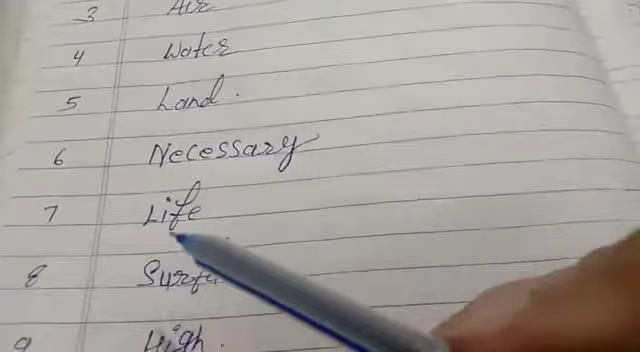 3 Air
4 Water
5 Land.
6 Necessary
7 Life
8
9 High.